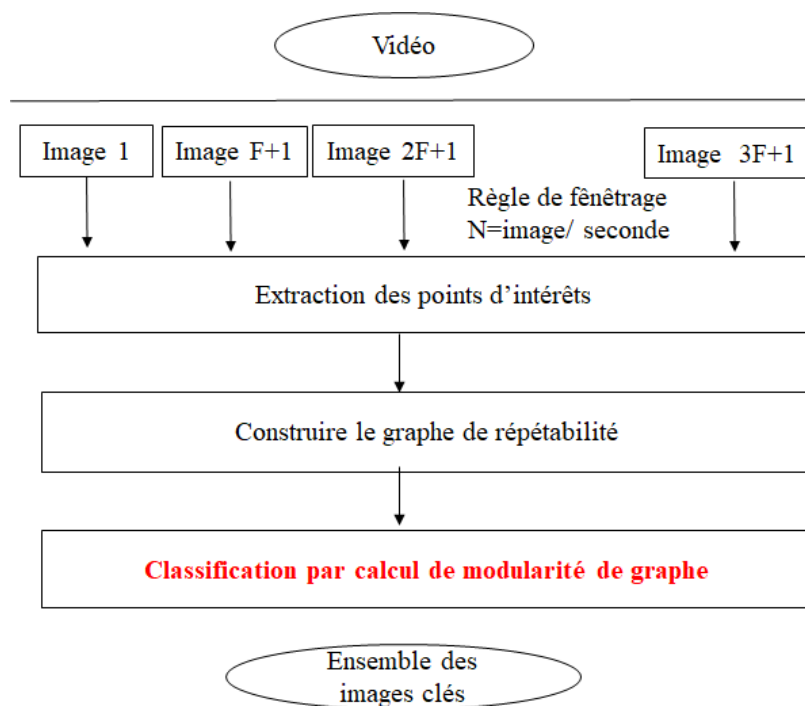 Vidéo
Image 1
Image F+1
Image 2F+1
Image 3F+1
Règle de fênêtrage
N=image/ seconde
Extraction des points d’intérêts
Construire le graphe de répétabilité
Classification par calcul de modularité de graphe
Ensemble des
images clés